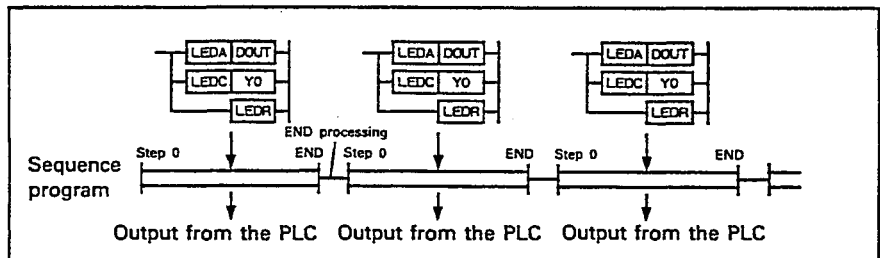 LEDA DOUT LEDA DOUT LEDA DOUT
LEDC Y0 LEDC Y0 LEDC Y0
LEDR LEDR LEDR
END processing
Step 0 END Step 0 END Step 0 END
Sequence
program
Output from the PLC Output from the PLC Output from the PLC